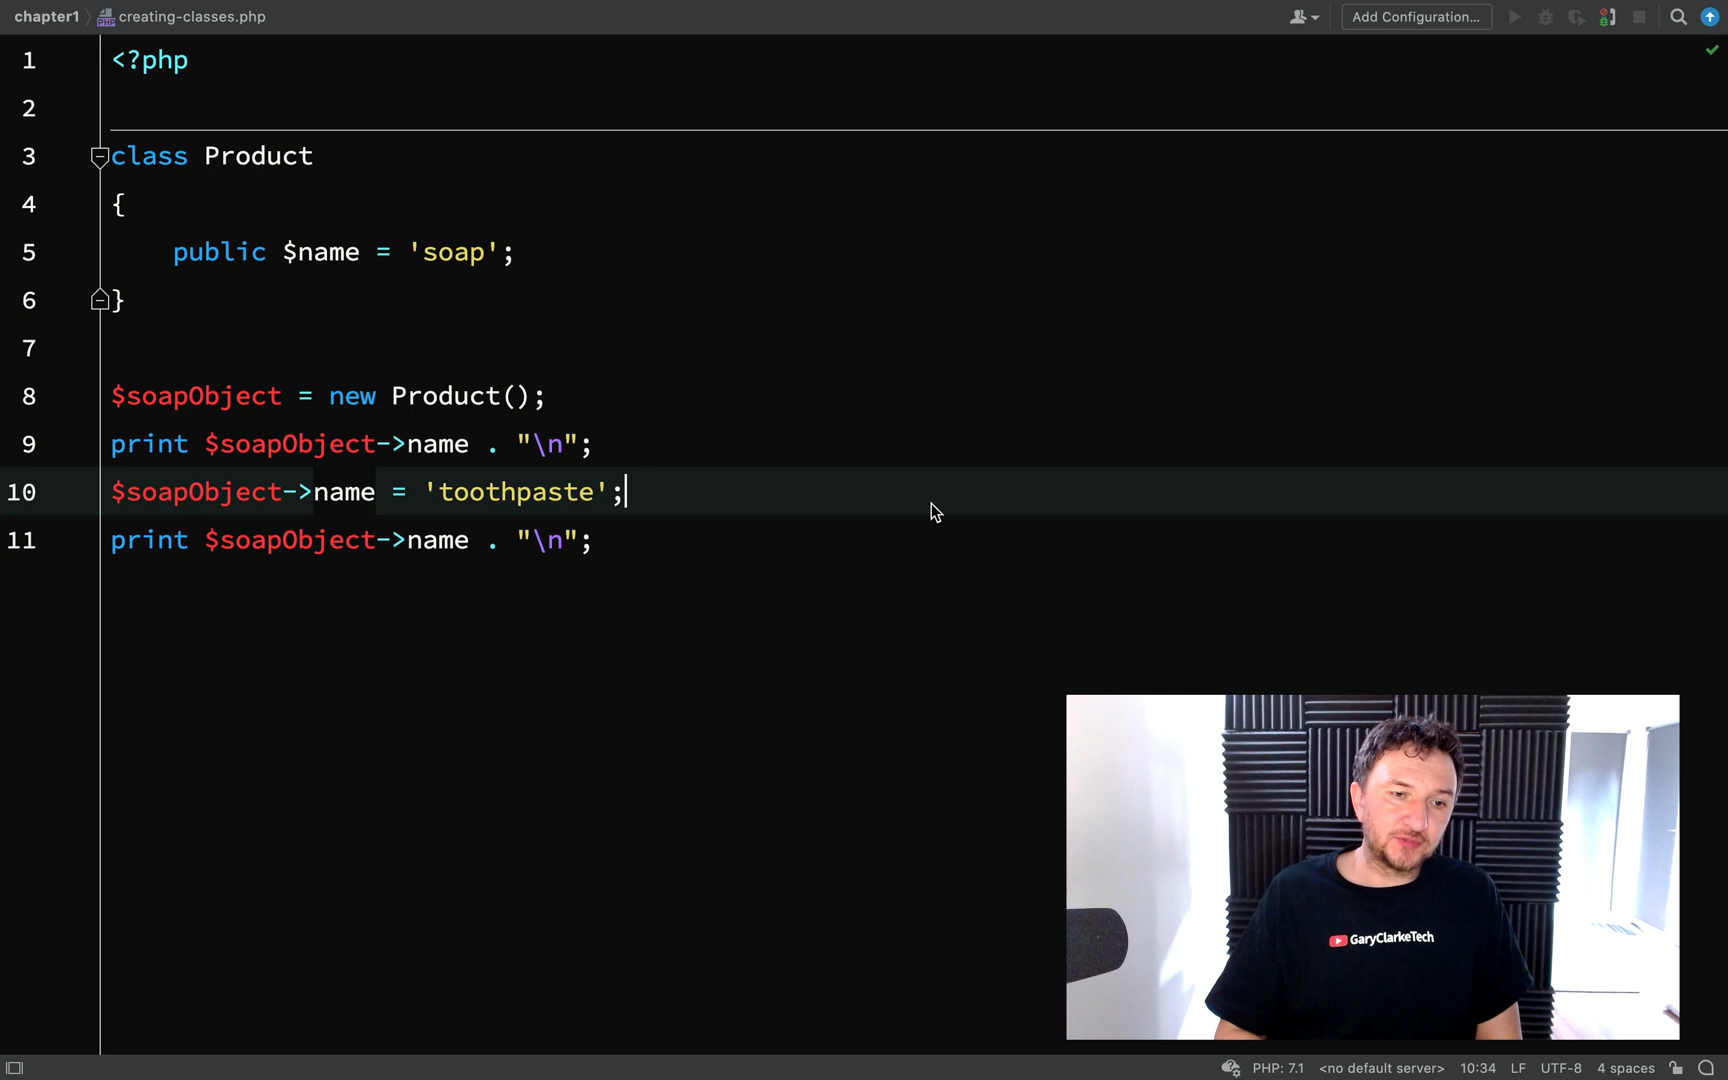 chapter1 creating-classes.php Add Configuration...
1 <?php
2
3 class Product
4 {
5 public $name = 'soap';
6 }
7
8 $soapObject = new Product();
9 print $soapObject->name . "\n";
10 $soapObject->name = 'toothpaste';
11 print $soapObject->name . "\n";
GaryClarkeTech
PHP: 7.1 <no default server> 10:34 LF UTF-8 4 spaces